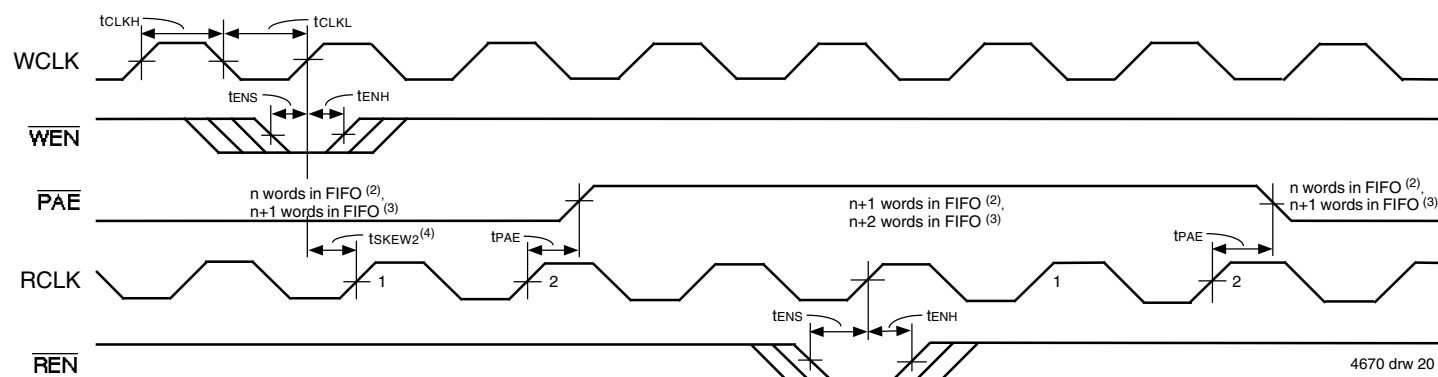 tCLKH
tCLKL
WCLK
tENS
tENH
WEN
n words in FIFO (2),
n+1 words in FIFO (3)
n+1 words in FIFO (2),
n+2 words in FIFO (3)
n words in FIFO (2),
n+1 words in FIFO (3)
PAE
tSKEW2(4)
tPAE
tPAE
RCLK
1
2
1
2
tENS
tENH
REN
4670 drw 20